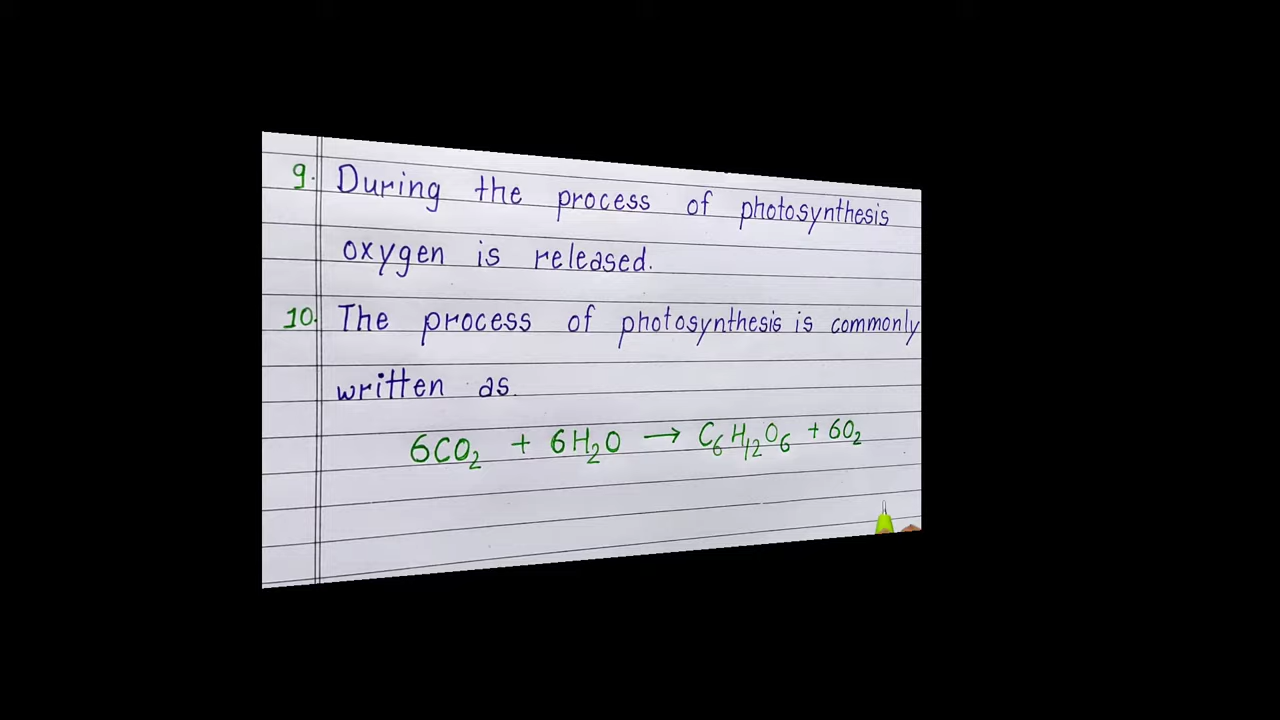 9. During the process of photosynthesis
oxygen is released.
10. The process of photosynthesis is commonly
written as.
6CO₂ + 6H₂O → C₆H₁₂O₆ + 6O₂